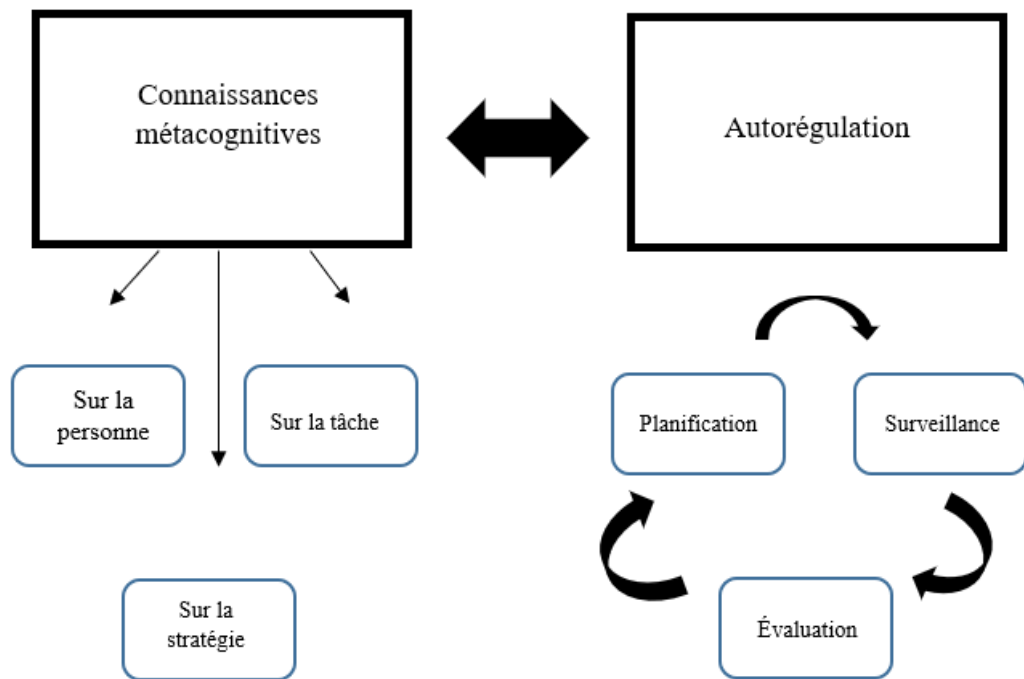 Connaissances
métacognitives
Autorégulation
Sur la
personne
Sur la tâche
Sur la
stratégie
Planification
Surveillance
Évaluation